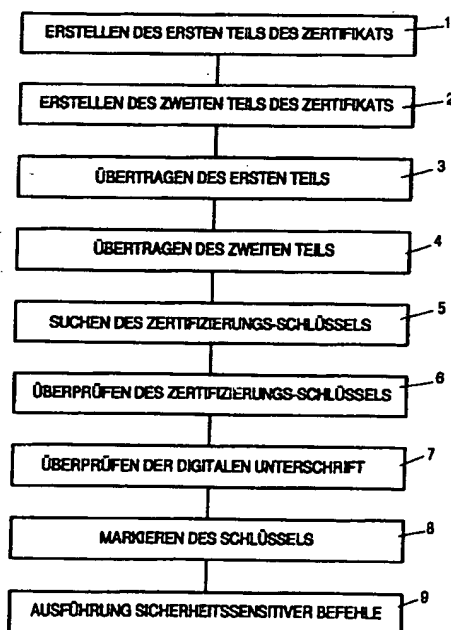 ERSTELLEN DES ERSTEN TEILS DES ZERTIFIKATS 1
ERSTELLEN DES ZWEITEN TEILS DES ZERTIFIKATS 2
ÜBERTRAGEN DES ERSTEN TEILS 3
ÜBERTRAGEN DES ZWEITEN TEILS 4
SUCHEN DES ZERTIFIZIERUNGS-SCHLÜSSELS 5
ÜBERPRÜFEN DES ZERTIFIZIERUNGS-SCHLÜSSELS 6
ÜBERPRÜFEN DER DIGITALEN UNTERSCHRIFT 7
MARKIEREN DES SCHLÜSSELS 8
AUSFÜHRUNG SICHERHEITSSENSITIVER BEFEHLE 9